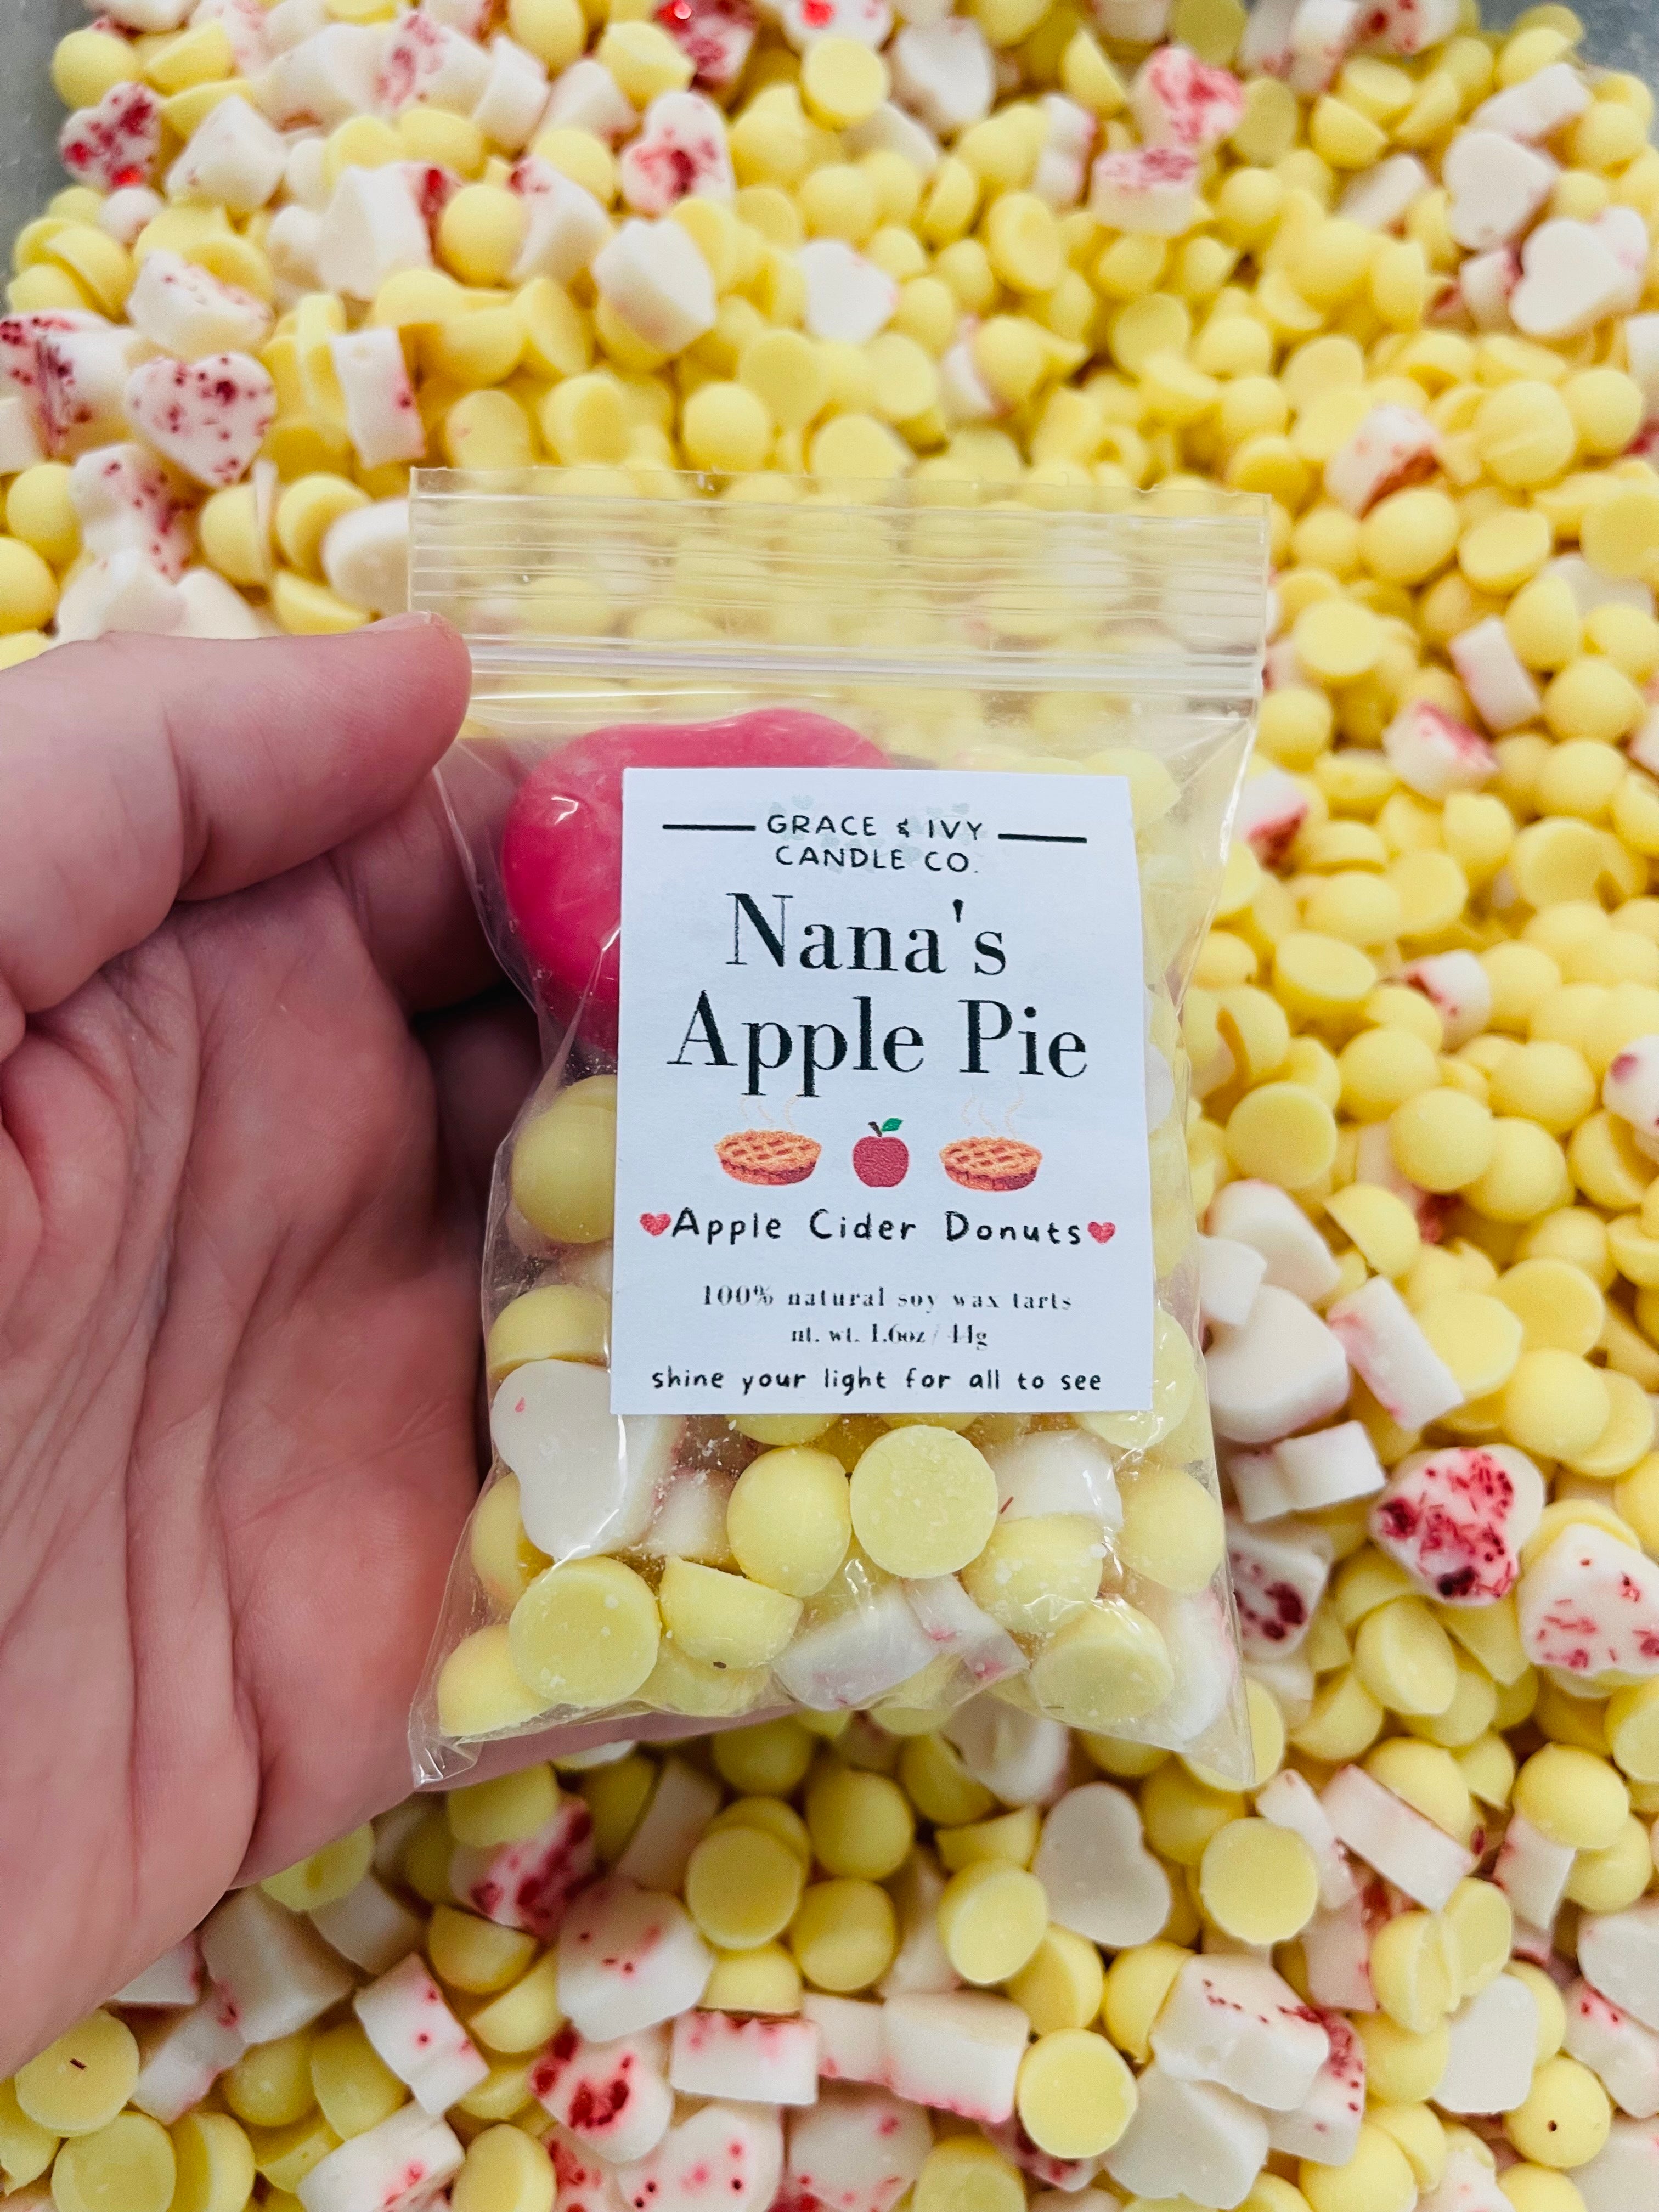 GRACE & IVY
CANDLE CO.
Nana's
Apple Pie
Apple Cider Donuts
100% natural soy wax tarts
nt. wt. 1.6oz / 44g
shine your light for all to see